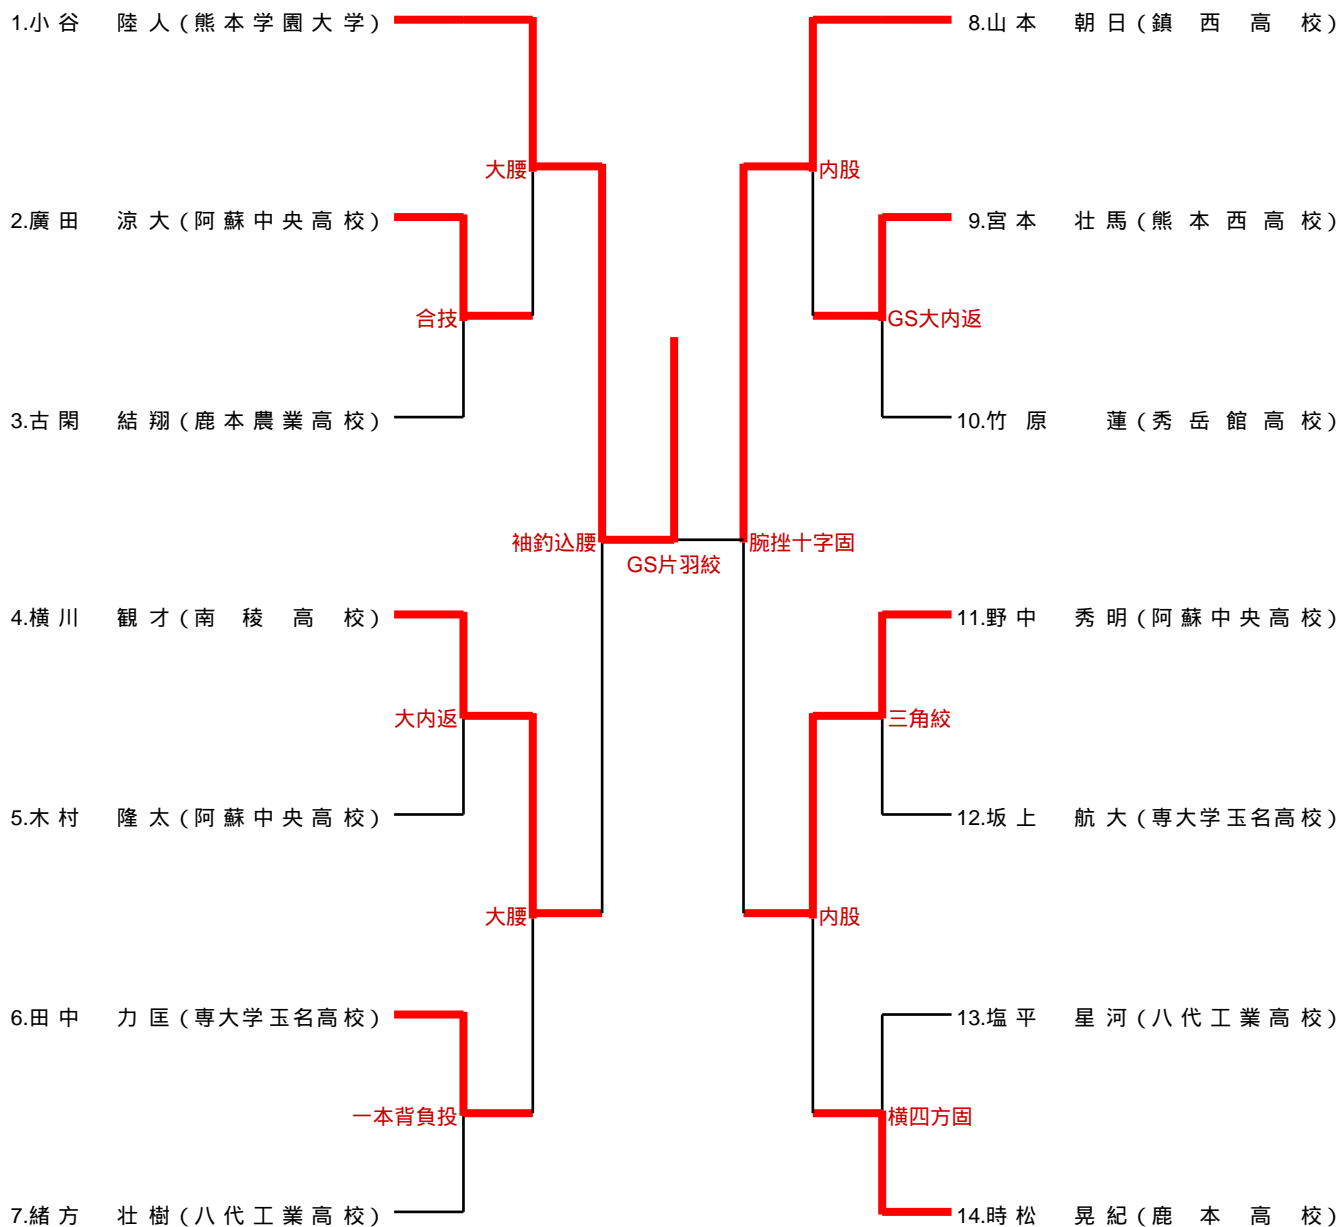 1.小谷 陸人(熊本学園大学)
8.山本 朝日(鎮西高校)
大腰
内股
2.廣田 涼大(阿蘇中央高校)
9.宮本 壮馬(熊本西高校)
合技
GS大内返
3.古閑 結翔(鹿本農業高校)
10.竹原 蓮(秀岳館高校)
袖釣込腰
GS片羽絞
腕挫十字固
4.横川 観才(南稜高校)
11.野中 秀明(阿蘇中央高校)
大内返
三角絞
5.木村 隆太(阿蘇中央高校)
12.坂上 航大(専大学玉名高校)
大腰
内股
6.田中 力匡(専大学玉名高校)
13.塩平 星河(八代工業高校)
一本背負投
横四方固
7.緒方 壮樹(八代工業高校)
14.時松 晃紀(鹿本高校)